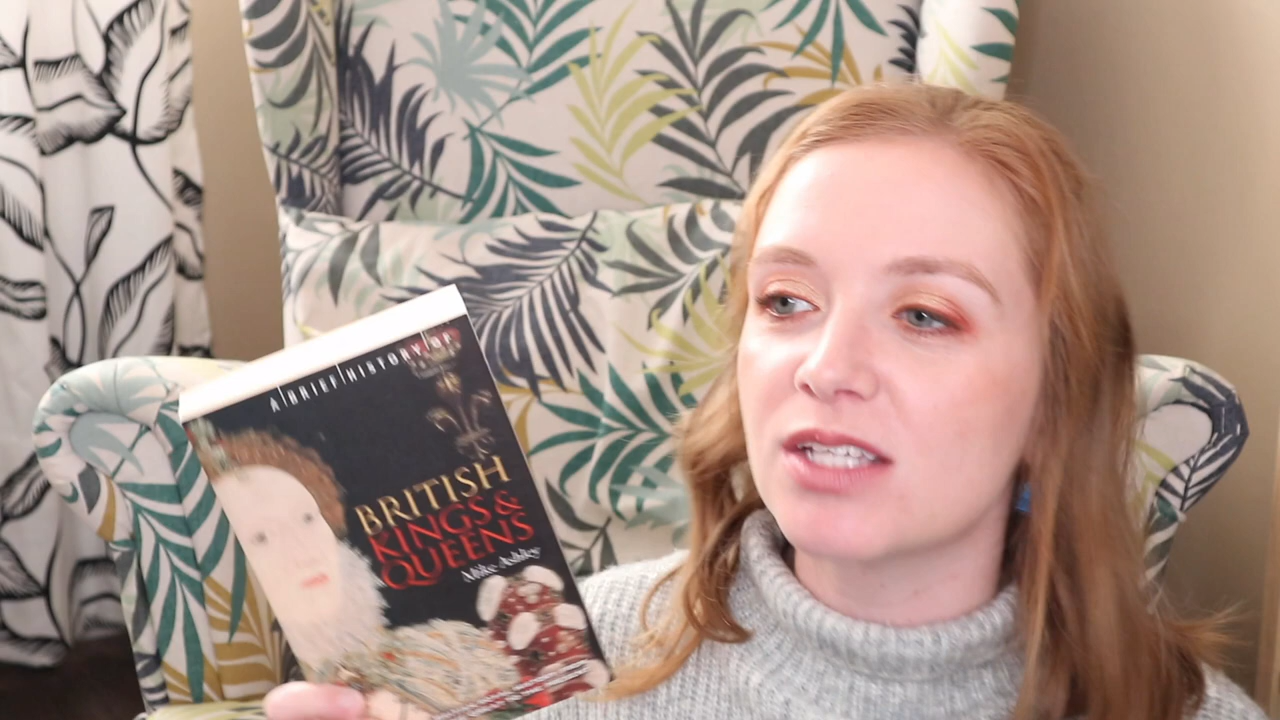 A BRIEF HISTORY OF
BRITISH
KINGS &
QUEENS
Mike Ashley